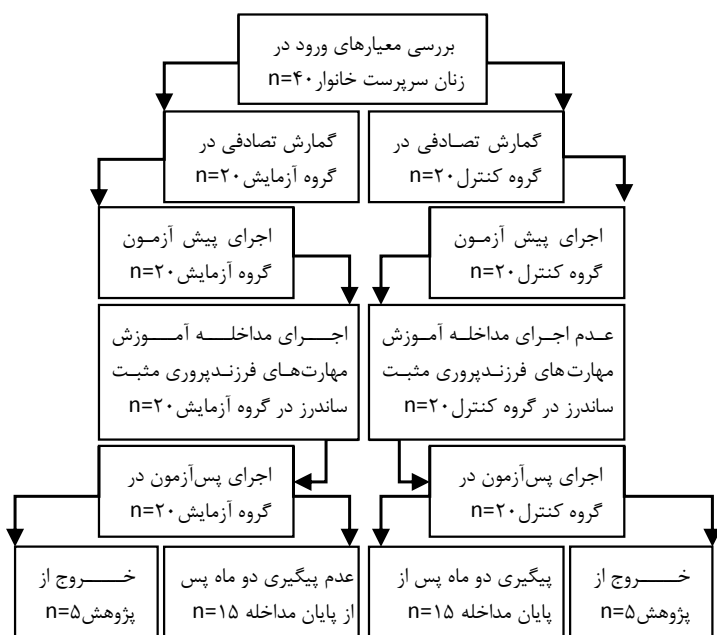 بررسی معیارهای ورود در
زنان سرپرست خانوار n=۴۰
گمارش تصادفی در
گروه کنترل n=۲۰
گمارش تصادفی در
گروه آزمایش n=۲۰
اجرای پیش آزمون
گروه کنترل n=۲۰
اجرای پیش آزمون
گروه آزمایش n=۲۰
عدم اجرای مداخله آموزش
مهارت‌های فرزندپروری مثبت
ساندرز در گروه کنترل n=۲۰
اجرای مداخله آموزش
مهارت‌های فرزندپروری مثبت
ساندرز در گروه آزمایش n=۲۰
اجرای پس‌آزمون در
گروه کنترل n=۲۰
اجرای پس‌آزمون در
گروه آزمایش n=۲۰
خروج از
پژوهش n=۵
پیگیری دو ماه پس از
پایان مداخله n=۱۵
عدم پیگیری دو ماه پس
از پایان مداخله n=۱۵
خروج از
پژوهش n=۵